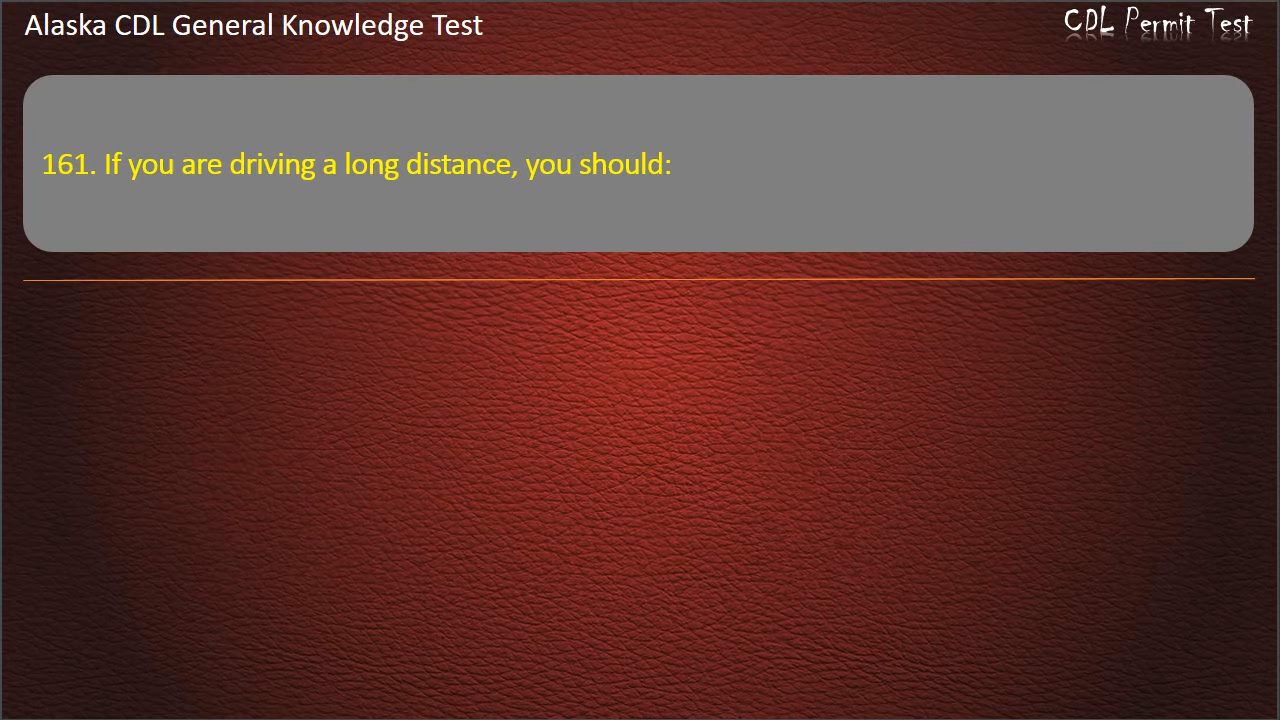 Alaska CDL General Knowledge Test
CDL Permit Test
161. If you are driving a long distance, you should: